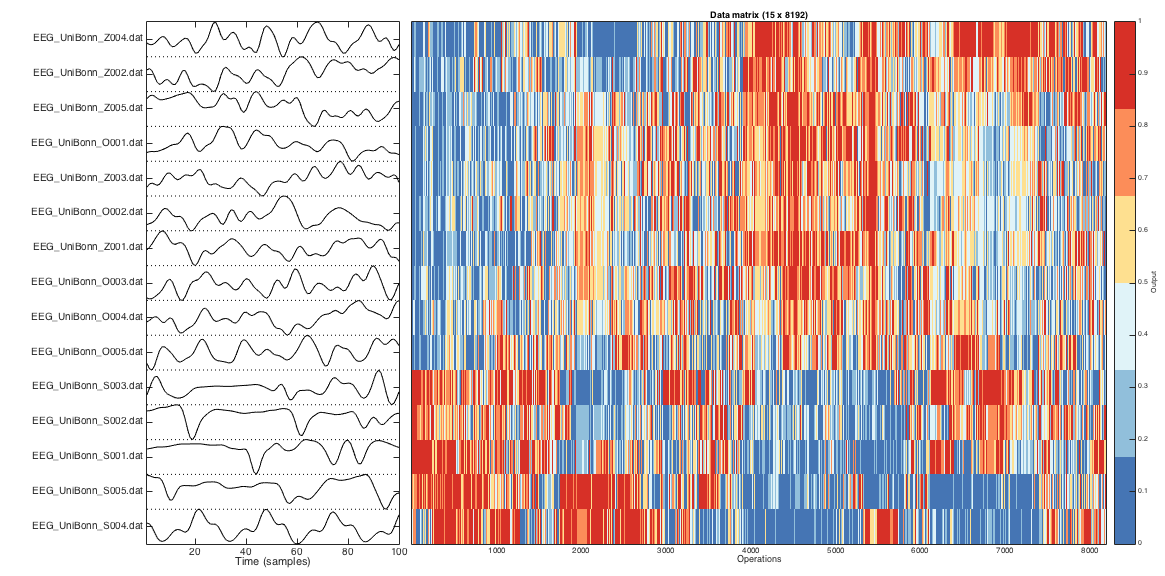 Data matrix (15 x 8192)
EEG_UniBonn_Z004.dat
EEG_UniBonn_Z002.dat
EEG_UniBonn_Z005.dat
EEG_UniBonn_O001.dat
EEG_UniBonn_Z003.dat
EEG_UniBonn_O002.dat
EEG_UniBonn_Z001.dat
EEG_UniBonn_O003.dat
EEG_UniBonn_O004.dat
EEG_UniBonn_O005.dat
EEG_UniBonn_S003.dat
EEG_UniBonn_S002.dat
EEG_UniBonn_S001.dat
EEG_UniBonn_S005.dat
EEG_UniBonn_S004.dat
20 40 60 80 100
Time (samples)
1000 2000 3000 4000 5000 6000 7000 8000
Operations
1
0.9
0.8
0.7
0.6
0.5
0.4
0.3
0.2
0.1
0
Output